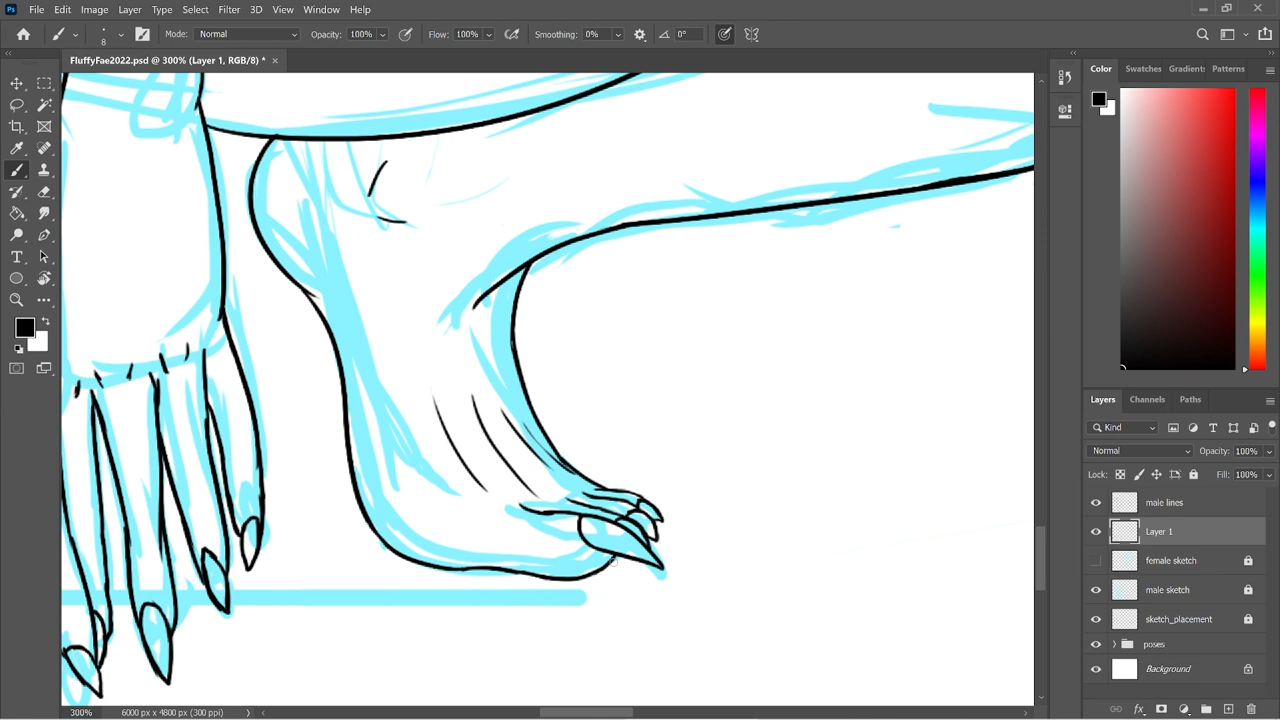 Ps File Edit Image Layer Type Select Filter 3D View Window Help
8 Mode: Normal Opacity: 100% Flow: 100% Smoothing: 0% 0°
FluffyFae2022.psd @ 300% (Layer 1, RGB/8) *
Color Swatches Gradients Patterns
Layers Channels Paths
Kind
Normal Opacity: 100%
Lock: Fill: 100%
male lines
Layer 1
female sketch
male sketch
sketch_placement
poses
Background
300% 6000 px x 4800 px (300 ppi)